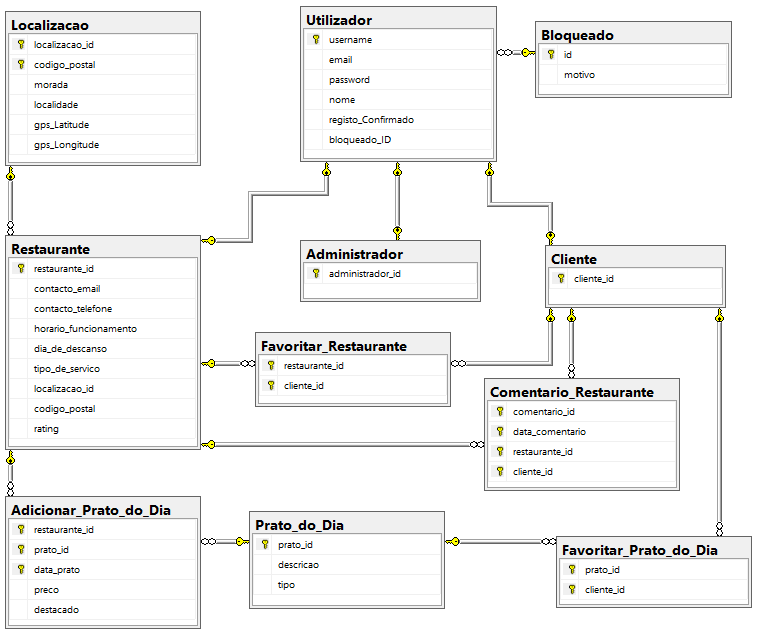 Localizacao
localizacao_id
codigo_postal
morada
localidade
gps_Latitude
gps_Longitude
Utilizador
username
email
password
nome
registo_Confirmado
bloqueado_ID
Bloqueado
id
motivo
Restaurante
restaurante_id
contacto_email
contacto_telefone
horario_funcionamento
dia_de_descanso
tipo_de_servico
localizacao_id
codigo_postal
rating
Administrador
administrador_id
Cliente
cliente_id
Favoritar_Restaurante
restaurante_id
cliente_id
Comentario_Restaurante
comentario_id
data_comentario
restaurante_id
cliente_id
Adicionar_Prato_do_Dia
restaurante_id
prato_id
data_prato
preco
destacado
Prato_do_Dia
prato_id
descricao
tipo
Favoritar_Prato_do_Dia
prato_id
cliente_id